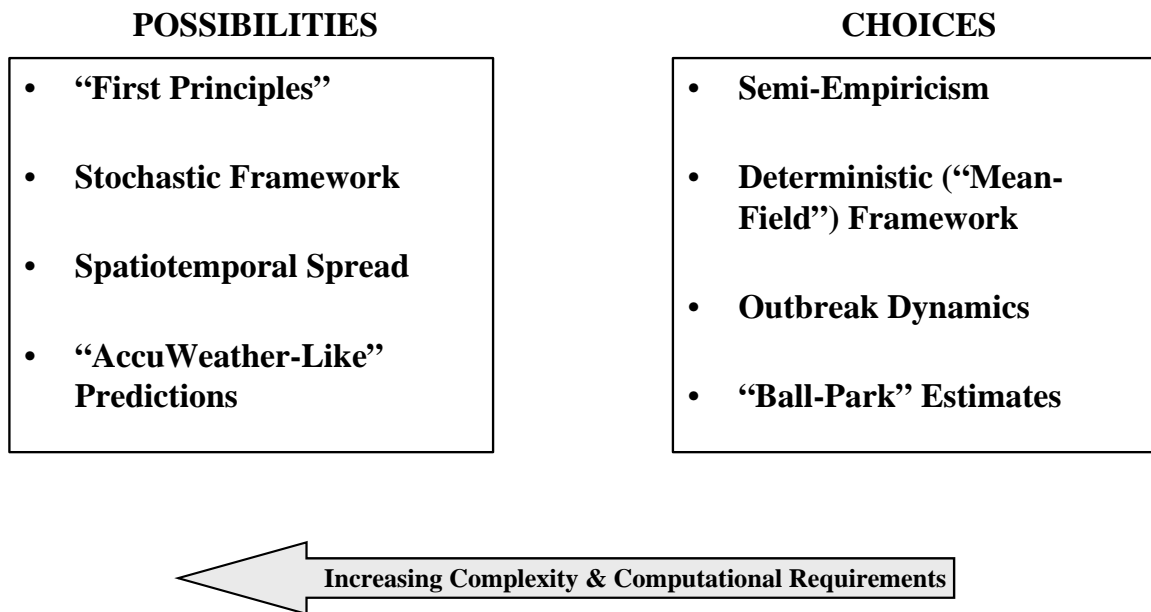 POSSIBILITIES
• “First Principles”
• Stochastic Framework
• Spatiotemporal Spread
• “AccuWeather-Like”
Predictions
CHOICES
• Semi-Empiricism
• Deterministic (“Mean-
Field”) Framework
• Outbreak Dynamics
• “Ball-Park” Estimates
Increasing Complexity & Computational Requirements